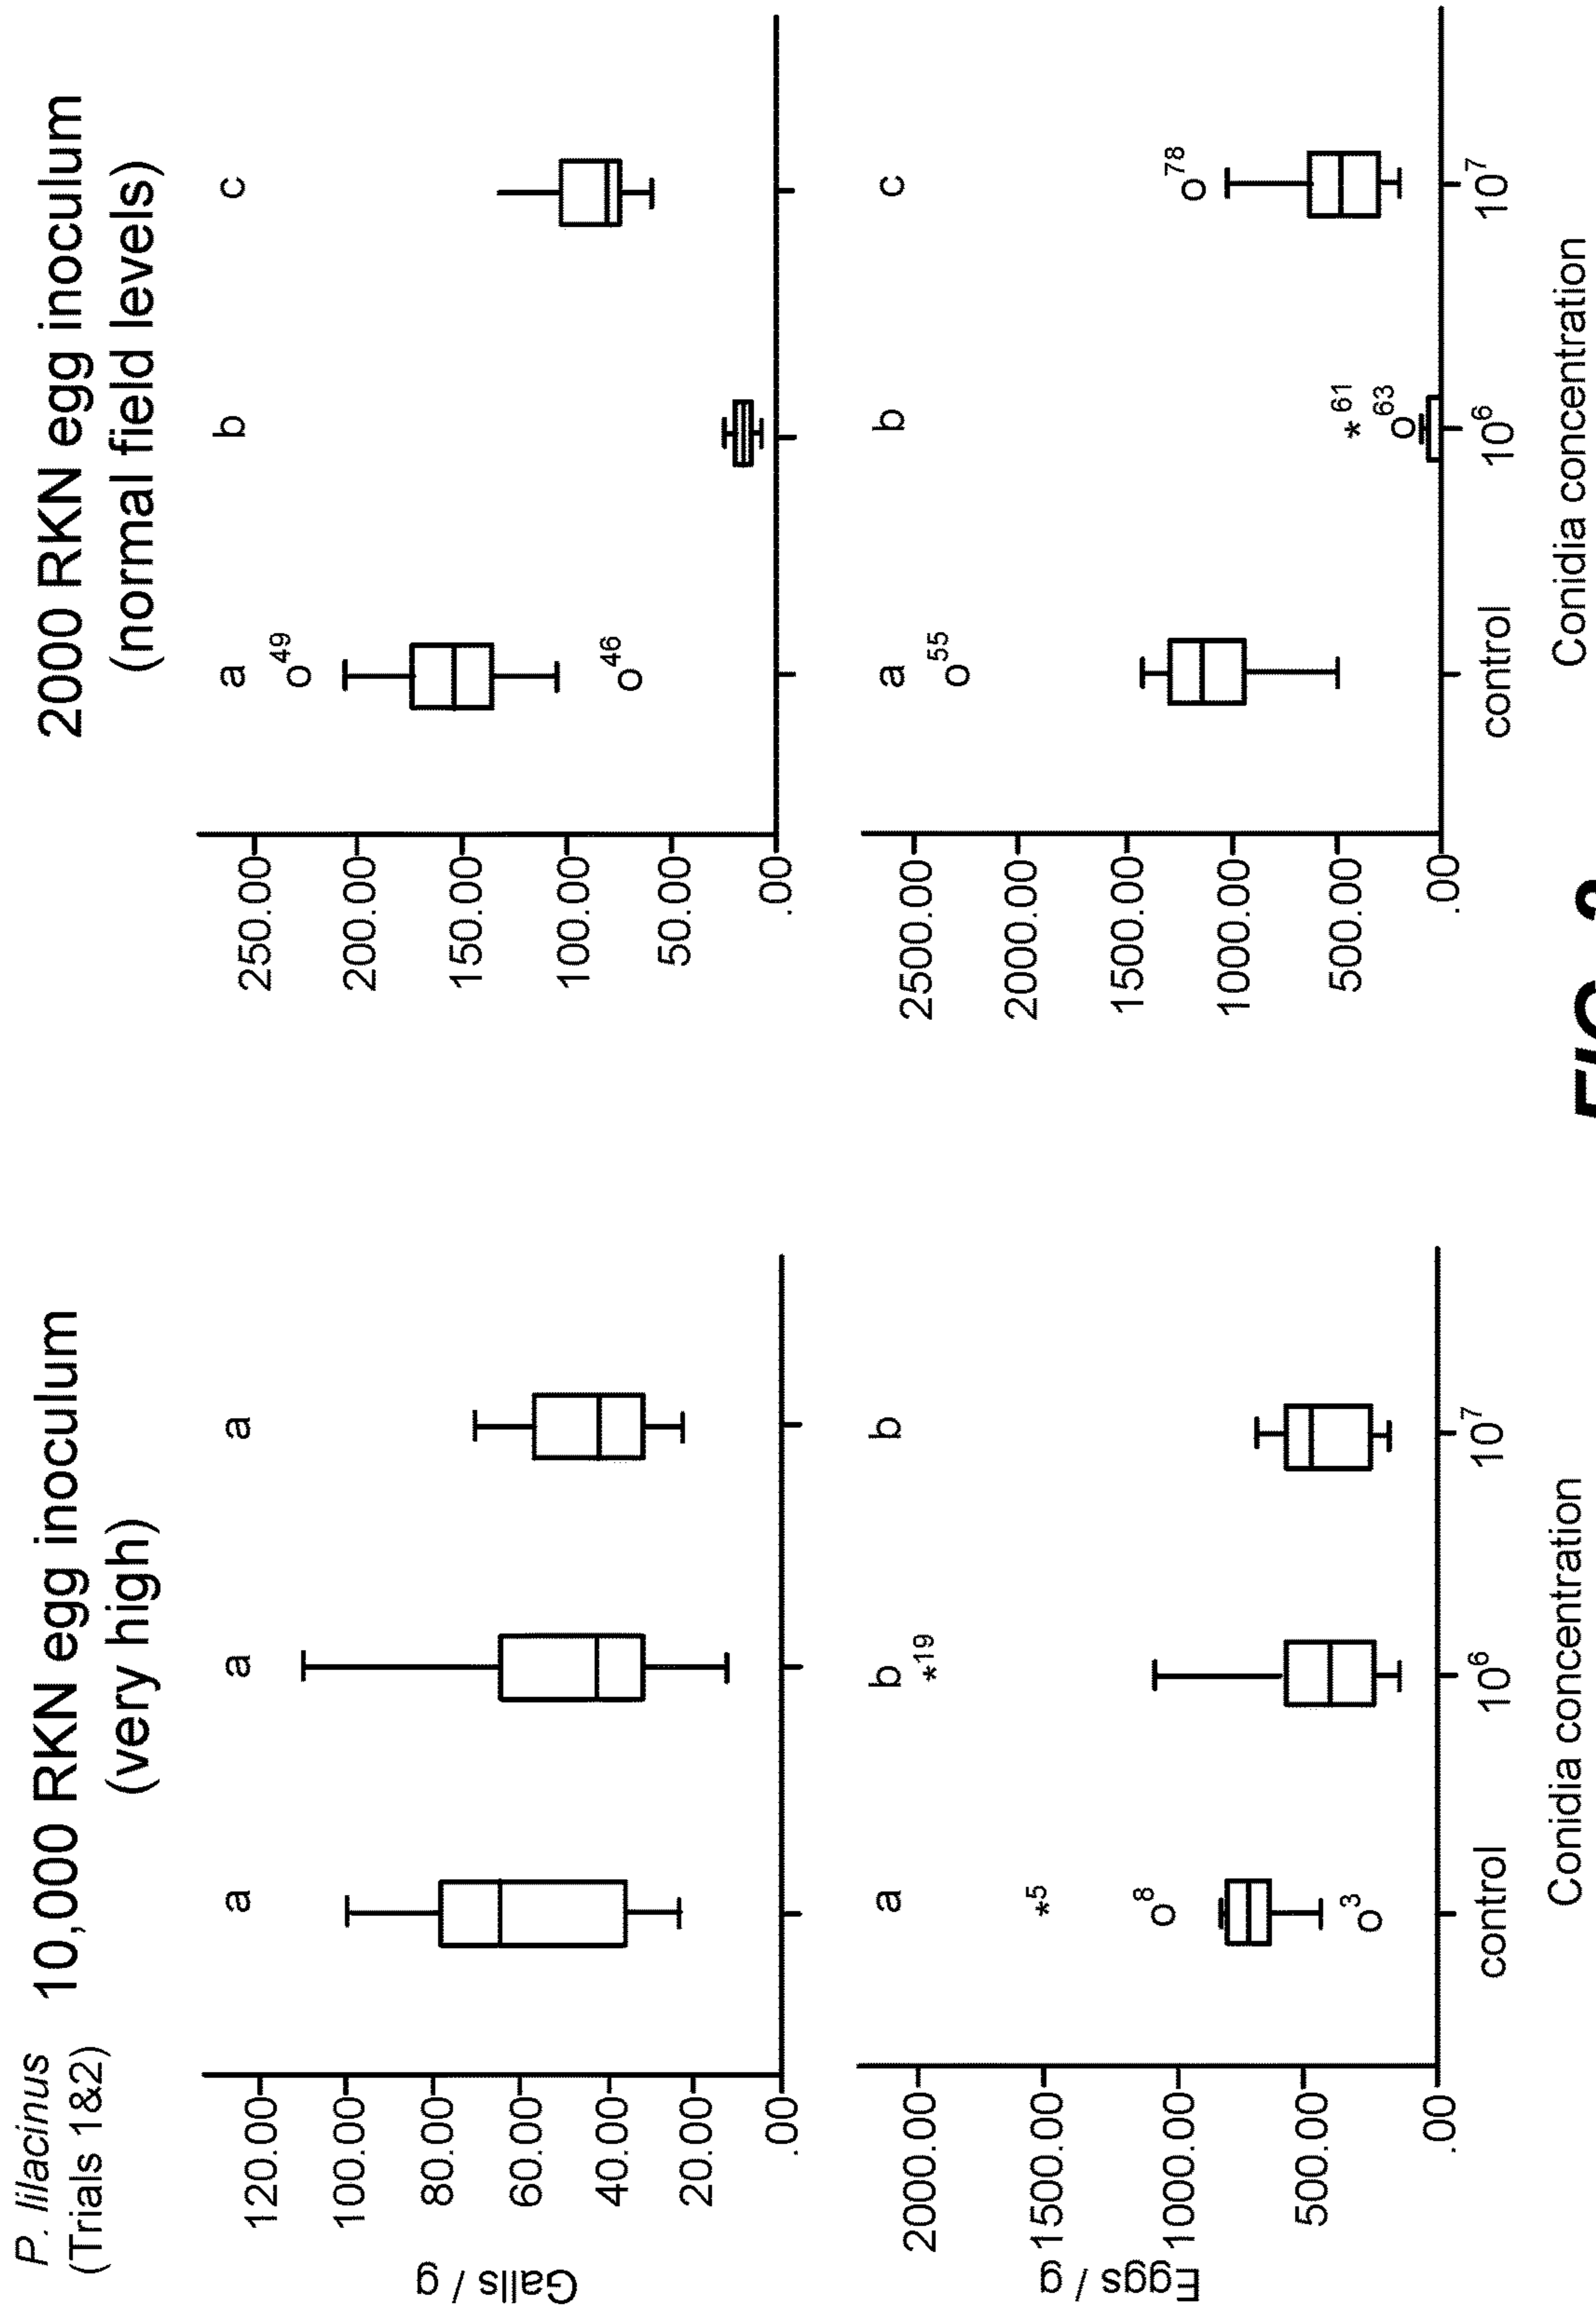 P. lilacinus
(Trials 1&2)
10,000 RKN egg inoculum
(very high)
2000 RKN egg inoculum
(normal field levels)
Galls / g
120.00
100.00
80.00
60.00
40.00
20.00
.00
a
a
a
250.00
200.00
150.00
100.00
50.00
.00
a
b
c
o49
o46
Eggs / g
2000.00
1500.00
1000.00
500.00
.00
a
b
b
*5
o8
o3
*19
control
10^6
10^7
Conidia concentration
2500.00
2000.00
1500.00
1000.00
500.00
.00
a
b
c
o55
*61
o63
o78
control
10^6
10^7
Conidia concentration
FIG.